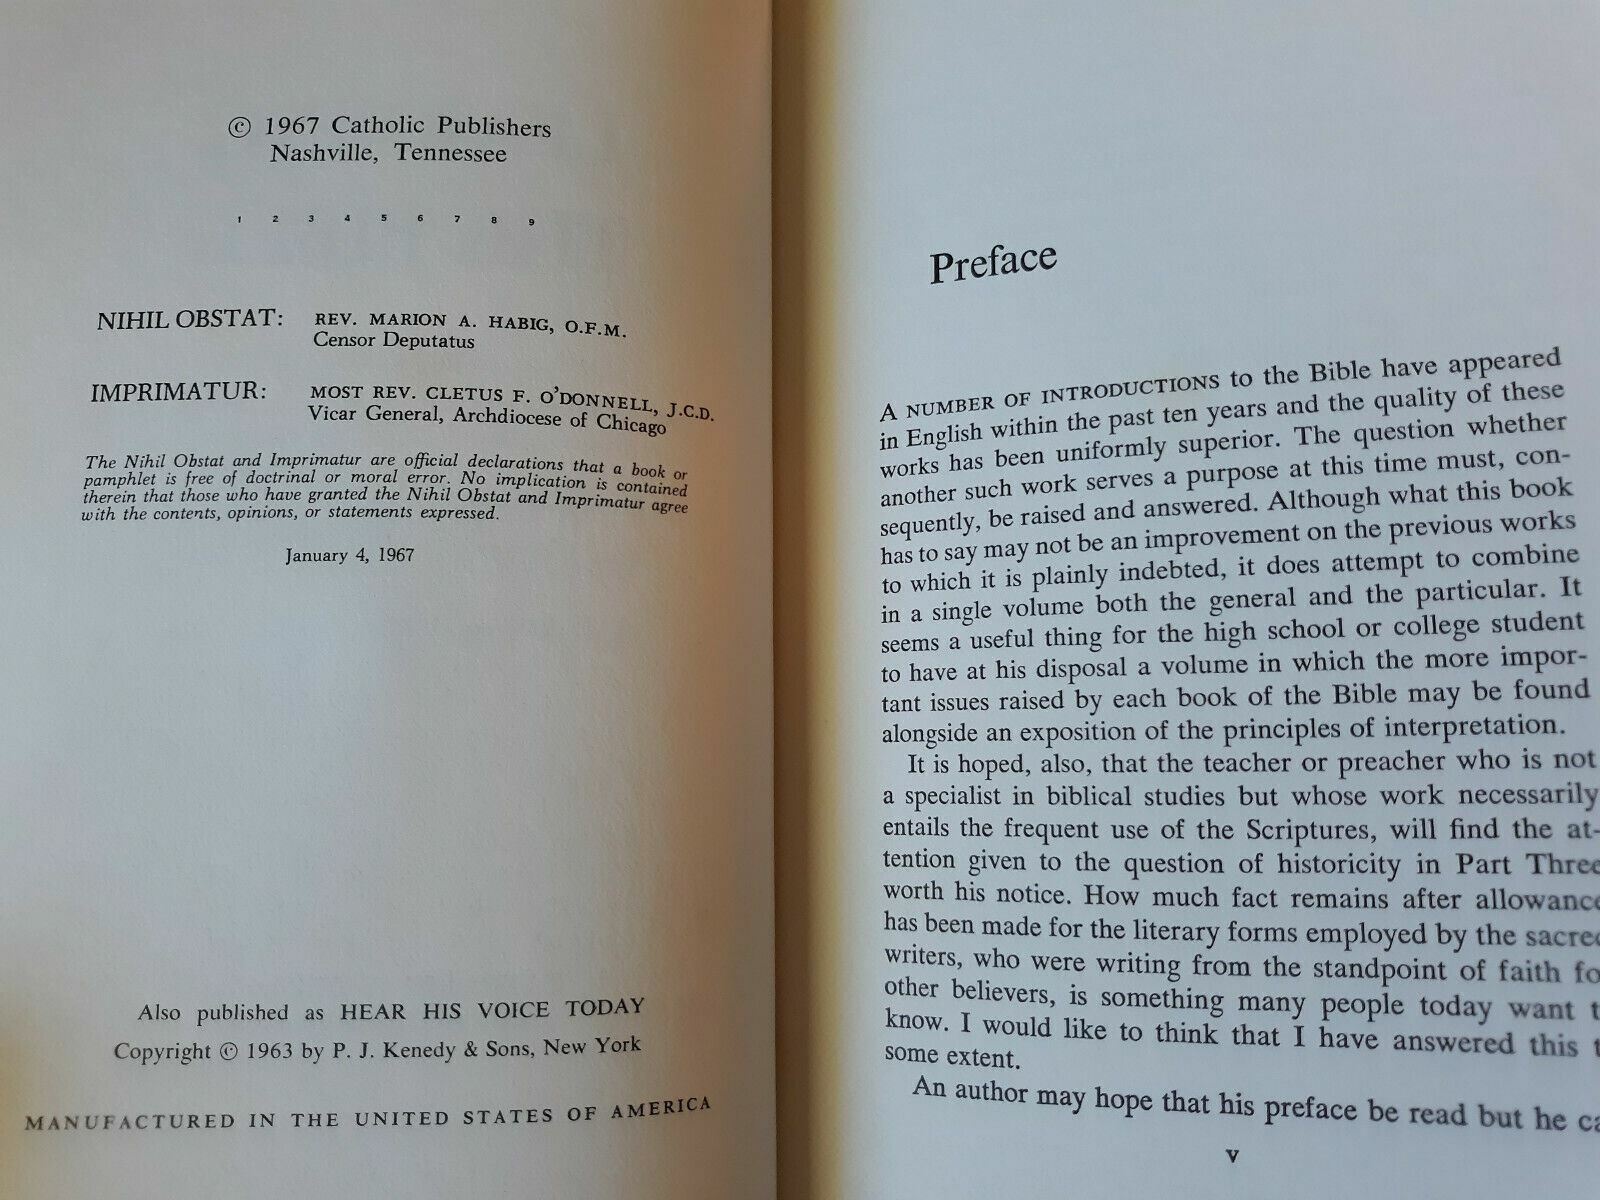 © 1967 Catholic Publishers
Nashville, Tennessee
1 2 3 4 5 6 7 8 9
NIHIL OBSTAT: REV. MARION A. HABIG, O.F.M.
Censor Deputatus
IMPRIMATUR: MOST REV. CLETUS F. O'DONNELL, J.C.D.
Vicar General, Archdiocese of Chicago
The Nihil Obstat and Imprimatur are official declarations that a book or
pamphlet is free of doctrinal or moral error. No implication is contained
therein that those who have granted the Nihil Obstat and Imprimatur agree
with the contents, opinions, or statements expressed.
January 4, 1967
Also published as HEAR HIS VOICE TODAY
Copyright © 1963 by P. J. Kenedy & Sons, New York
MANUFACTURED IN THE UNITED STATES OF AMERICA
Preface
A NUMBER OF INTRODUCTIONS to the Bible have appeared
in English within the past ten years and the quality of these
works has been uniformly superior. The question whether
another such work serves a purpose at this time must, con-
sequently, be raised and answered. Although what this book
has to say may not be an improvement on the previous works
to which it is plainly indebted, it does attempt to combine
in a single volume both the general and the particular. It
seems a useful thing for the high school or college student
to have at his disposal a volume in which the more impor-
tant issues raised by each book of the Bible may be found
alongside an exposition of the principles of interpretation.
It is hoped, also, that the teacher or preacher who is not
a specialist in biblical studies but whose work necessarily
entails the frequent use of the Scriptures, will find the at-
tention given to the question of historicity in Part Three
worth his notice. How much fact remains after allowance
has been made for the literary forms employed by the sacred
writers, who were writing from the standpoint of faith fo
other believers, is something many people today want t
know. I would like to think that I have answered this t
some extent.
An author may hope that his preface be read but he ca
v